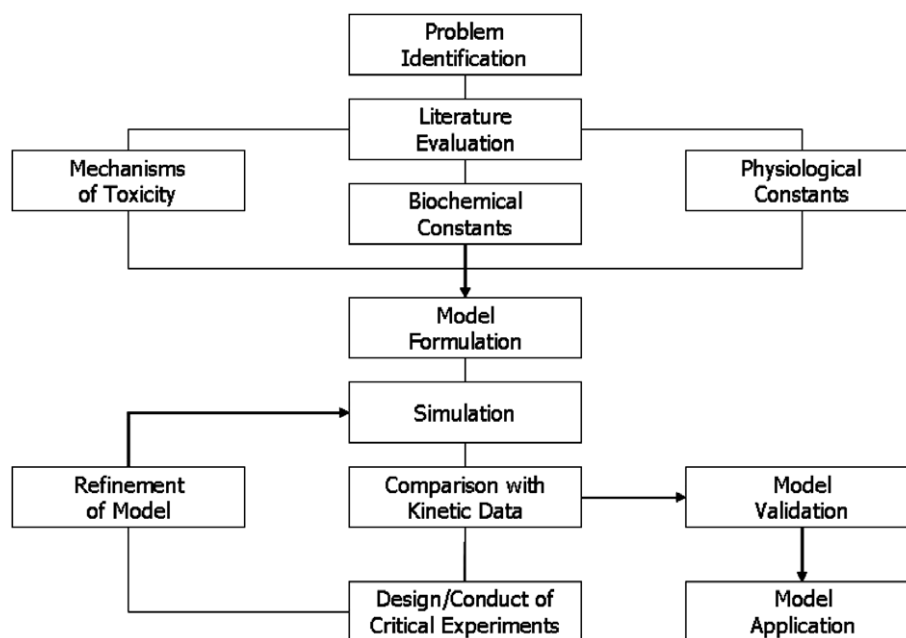 Problem
Identification
Literature
Evaluation
Mechanisms
of Toxicity
Biochemical
Constants
Physiological
Constants
Model
Formulation
Simulation
Refinement
of Model
Comparison with
Kinetic Data
Model
Validation
Design/Conduct of
Critical Experiments
Model
Application